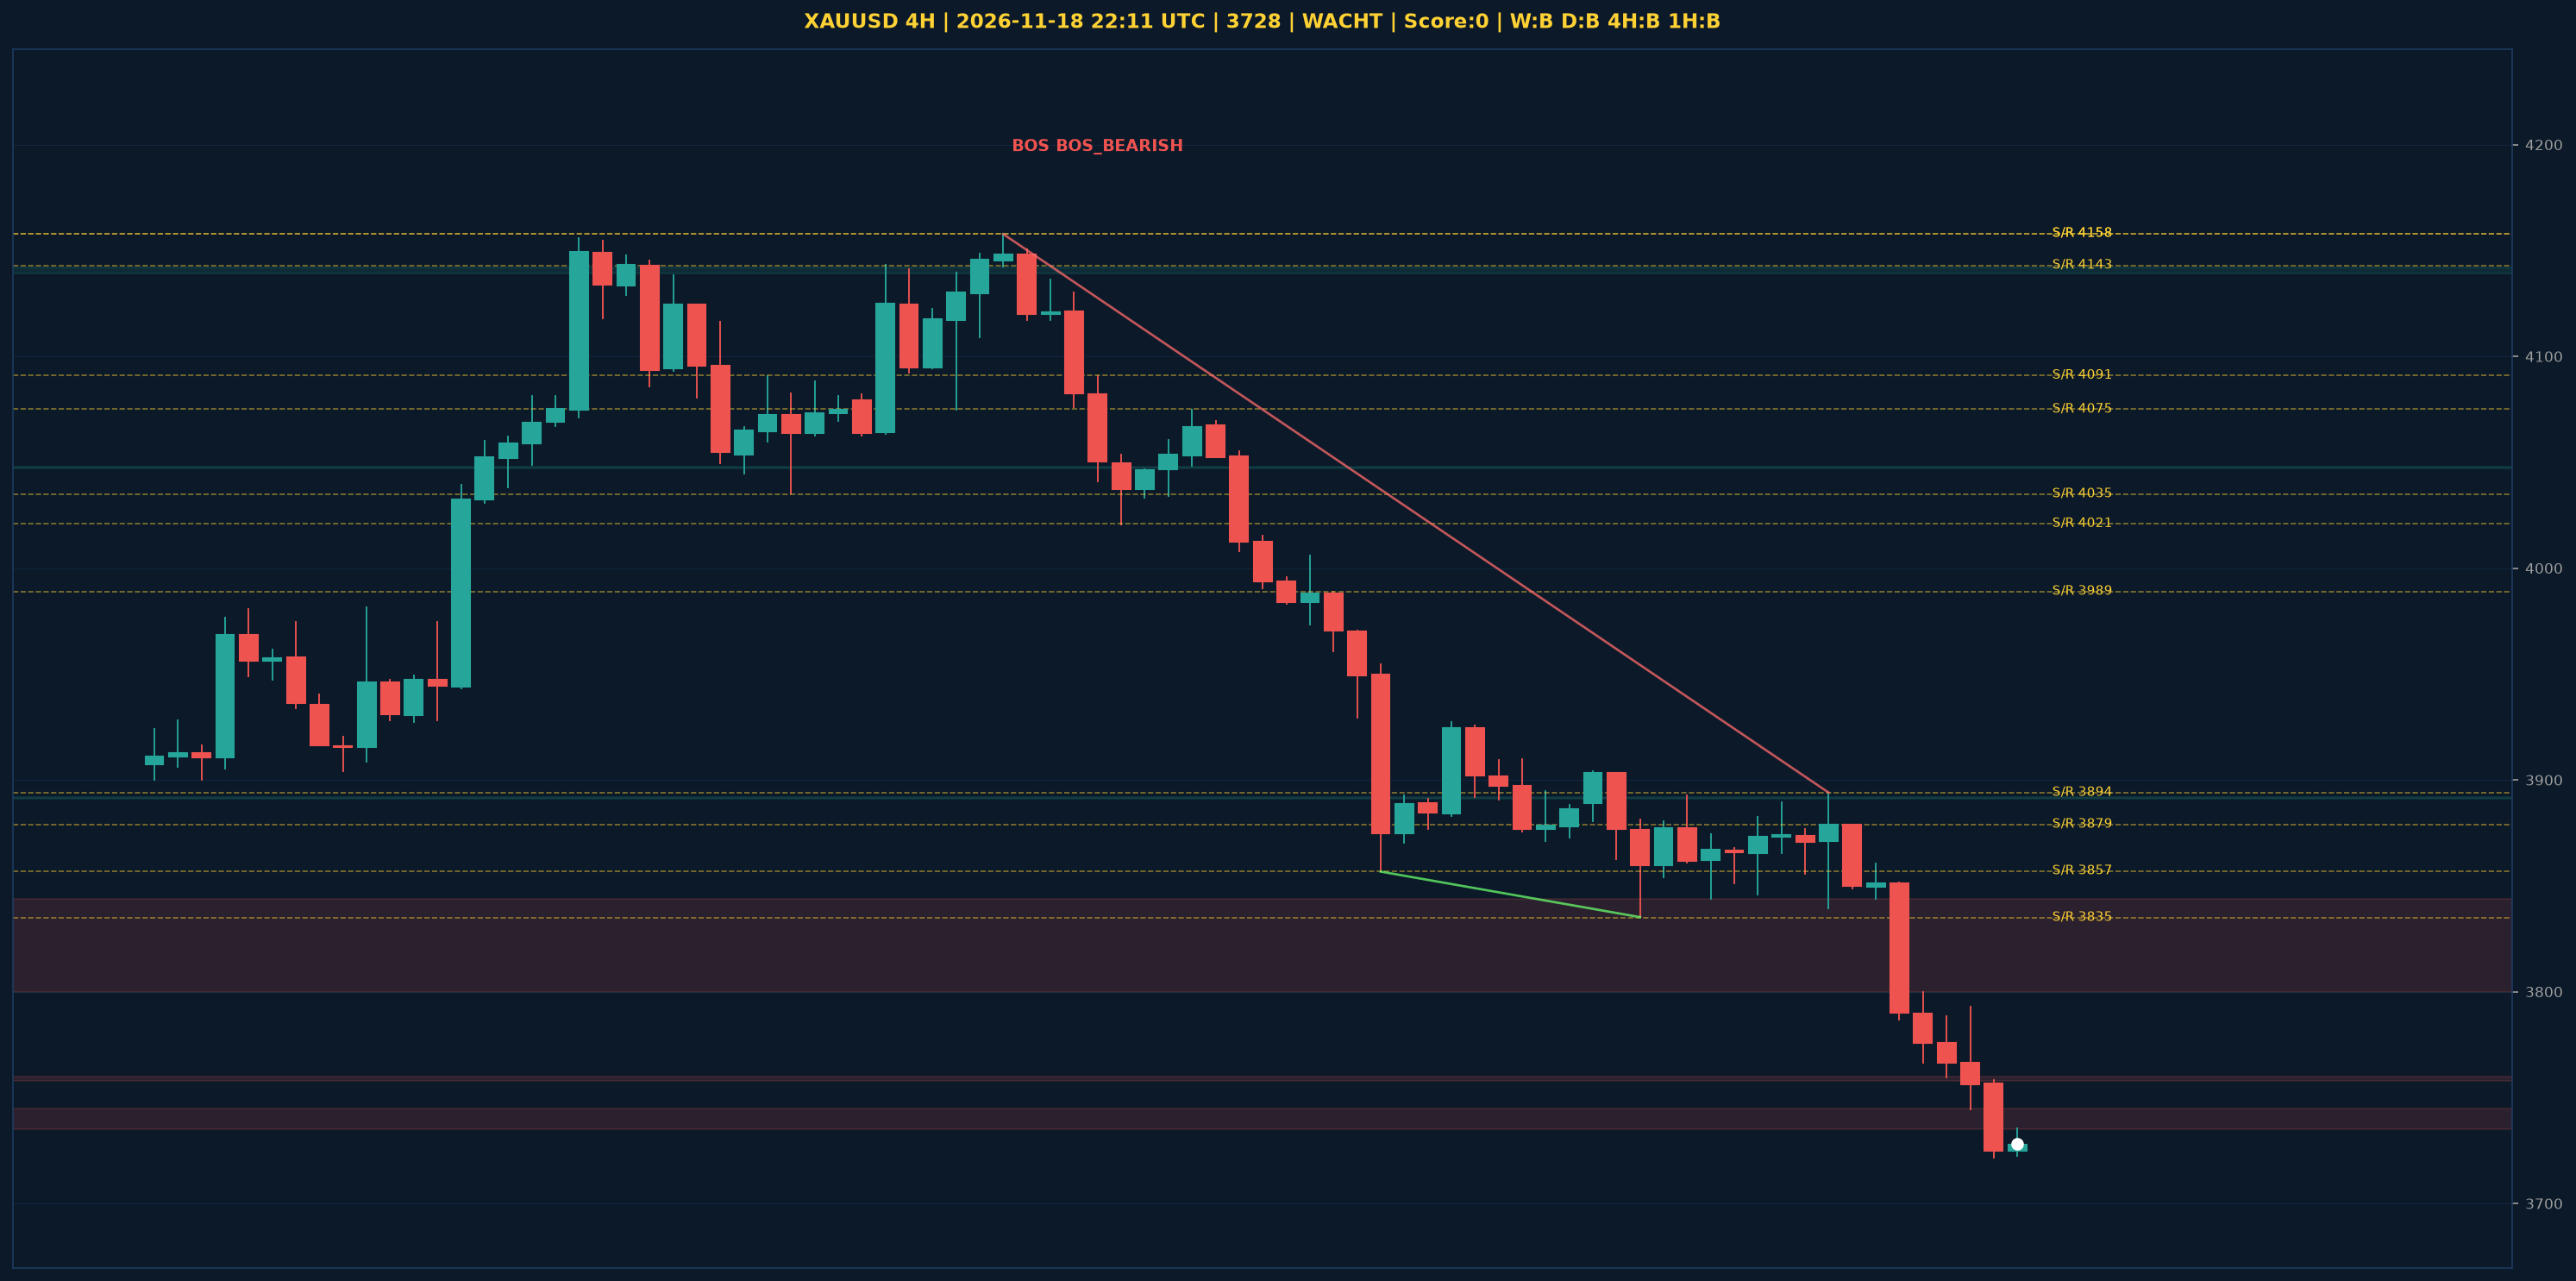 XAUUSD 4H | 2026-11-18 22:11 UTC | 3728 | WACHT | Score:0 | W:B D:B 4H:B 1H:B
BOS BOS_BEARISH
4200
S/R 4158
S/R 4143
4100
S/R 4091
S/R 4075
S/R 4035
S/R 4021
4000
S/R 3989
3900
S/R 3894
S/R 3879
S/R 3857
S/R 3835
3800
3700